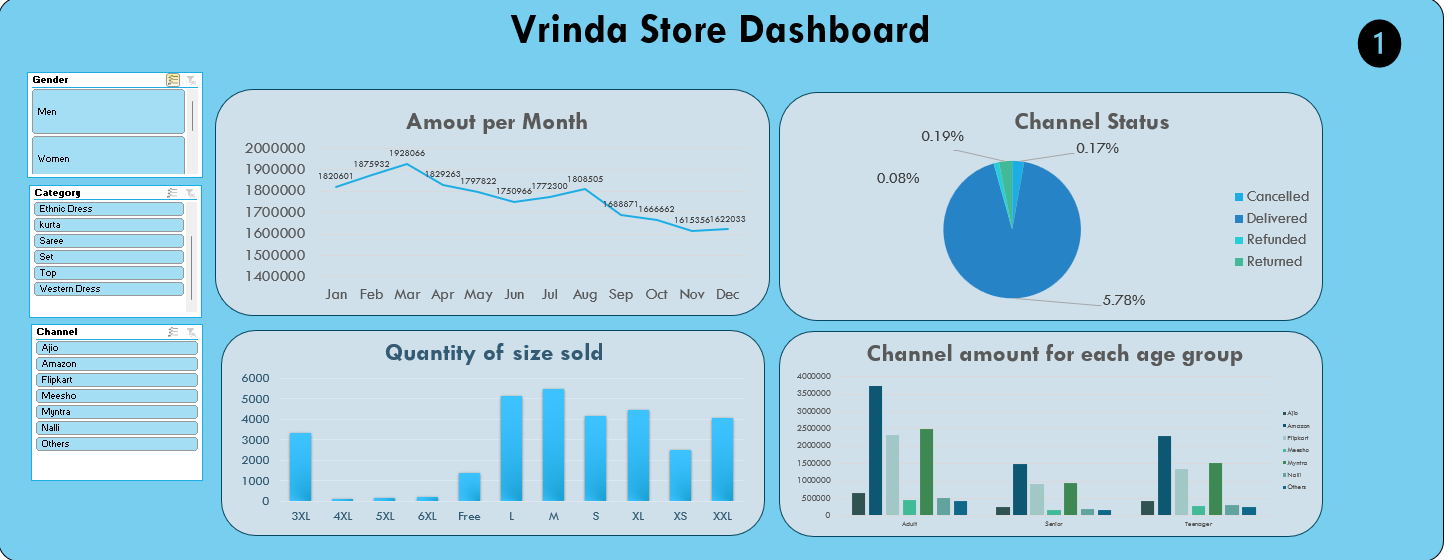 Vrinda Store Dashboard
1
Gender
Men
Women
Category
Ethnic Dress
kurta
Saree
Set
Top
Western Dress
Channel
Ajio
Amazon
Flipkart
Meesho
Myntra
Nalli
Others
Amout per Month
2000000
1900000
1800000
1700000
1600000
1500000
1400000
1820601
1875932
1928066
1829263
1797822
1750966
1772300
1808505
1688871
1666662
1615356
1622033
Jan Feb Mar Apr May Jun Jul Aug Sep Oct Nov Dec
Channel Status
0.19%
0.17%
0.08%
5.78%
Cancelled
Delivered
Refunded
Returned
Quantity of size sold
6000
5000
4000
3000
2000
1000
0
3XL 4XL 5XL 6XL Free L M S XL XS XXL
Channel amount for each age group
4000000
3500000
3000000
2500000
2000000
1500000
1000000
500000
0
Adult Senior Teenager
Ajio
Amazon
Flipkart
Meesho
Myntra
Nalli
Others